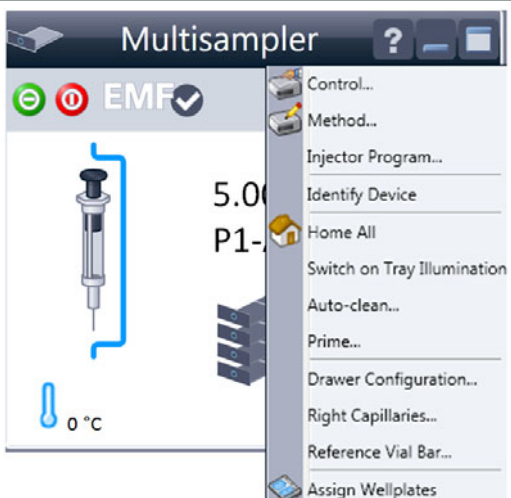 Multisampler ?
EMF
Control...
Method...
Injector Program...
5.00
Identify Device
P1-
Home All
Switch on Tray Illumination
Auto-clean...
Prime...
Drawer Configuration...
Right Capillaries...
0 °C
Reference Vial Bar...
Assign Wellplates